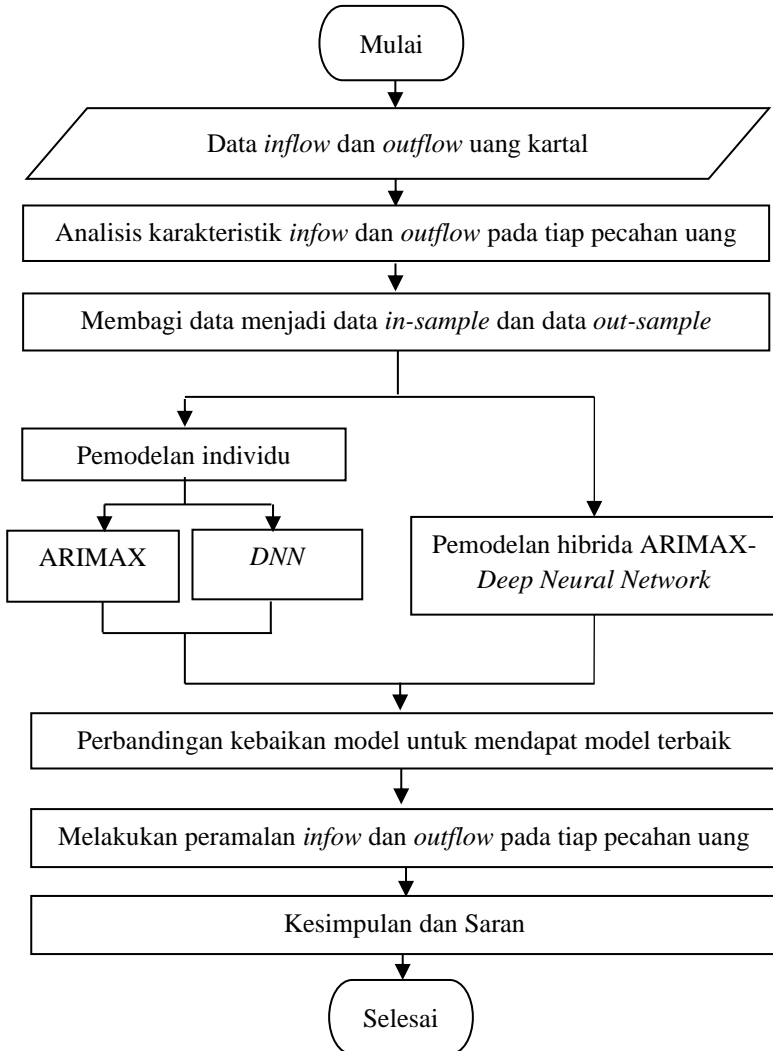 Mulai
Data inflow dan outflow uang kartal
Analisis karakteristik infow dan outflow pada tiap pecahan uang
Membagi data menjadi data in-sample dan data out-sample
Pemodelan individu
ARIMAX
DNN
Pemodelan hibrida ARIMAX-
Deep Neural Network
Perbandingan kebaikan model untuk mendapat model terbaik
Melakukan peramalan infow dan outflow pada tiap pecahan uang
Kesimpulan dan Saran
Selesai